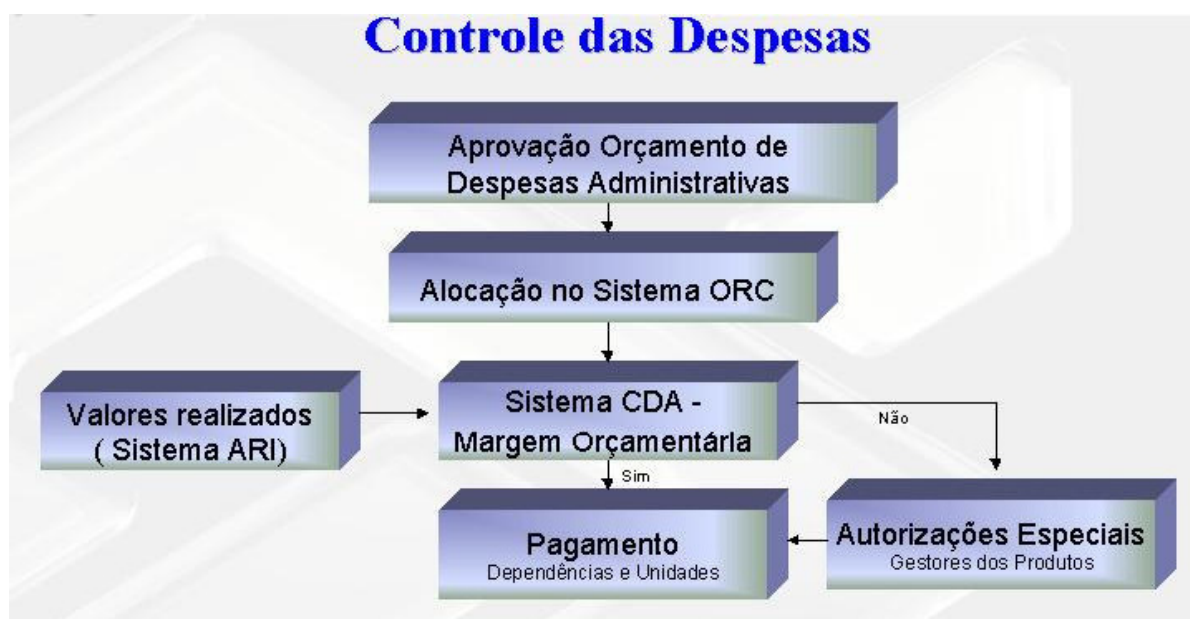 Controle das Despesas
Aprovação Orçamento de
Despesas Administrativas
Alocação no Sistema ORC
Valores realizados
( Sistema ARI)
Sistema CDA -
Margem Orçamentária
Não
Sim
Pagamento
Dependências e Unidades
Autorizações Especiais
Gestores dos Produtos